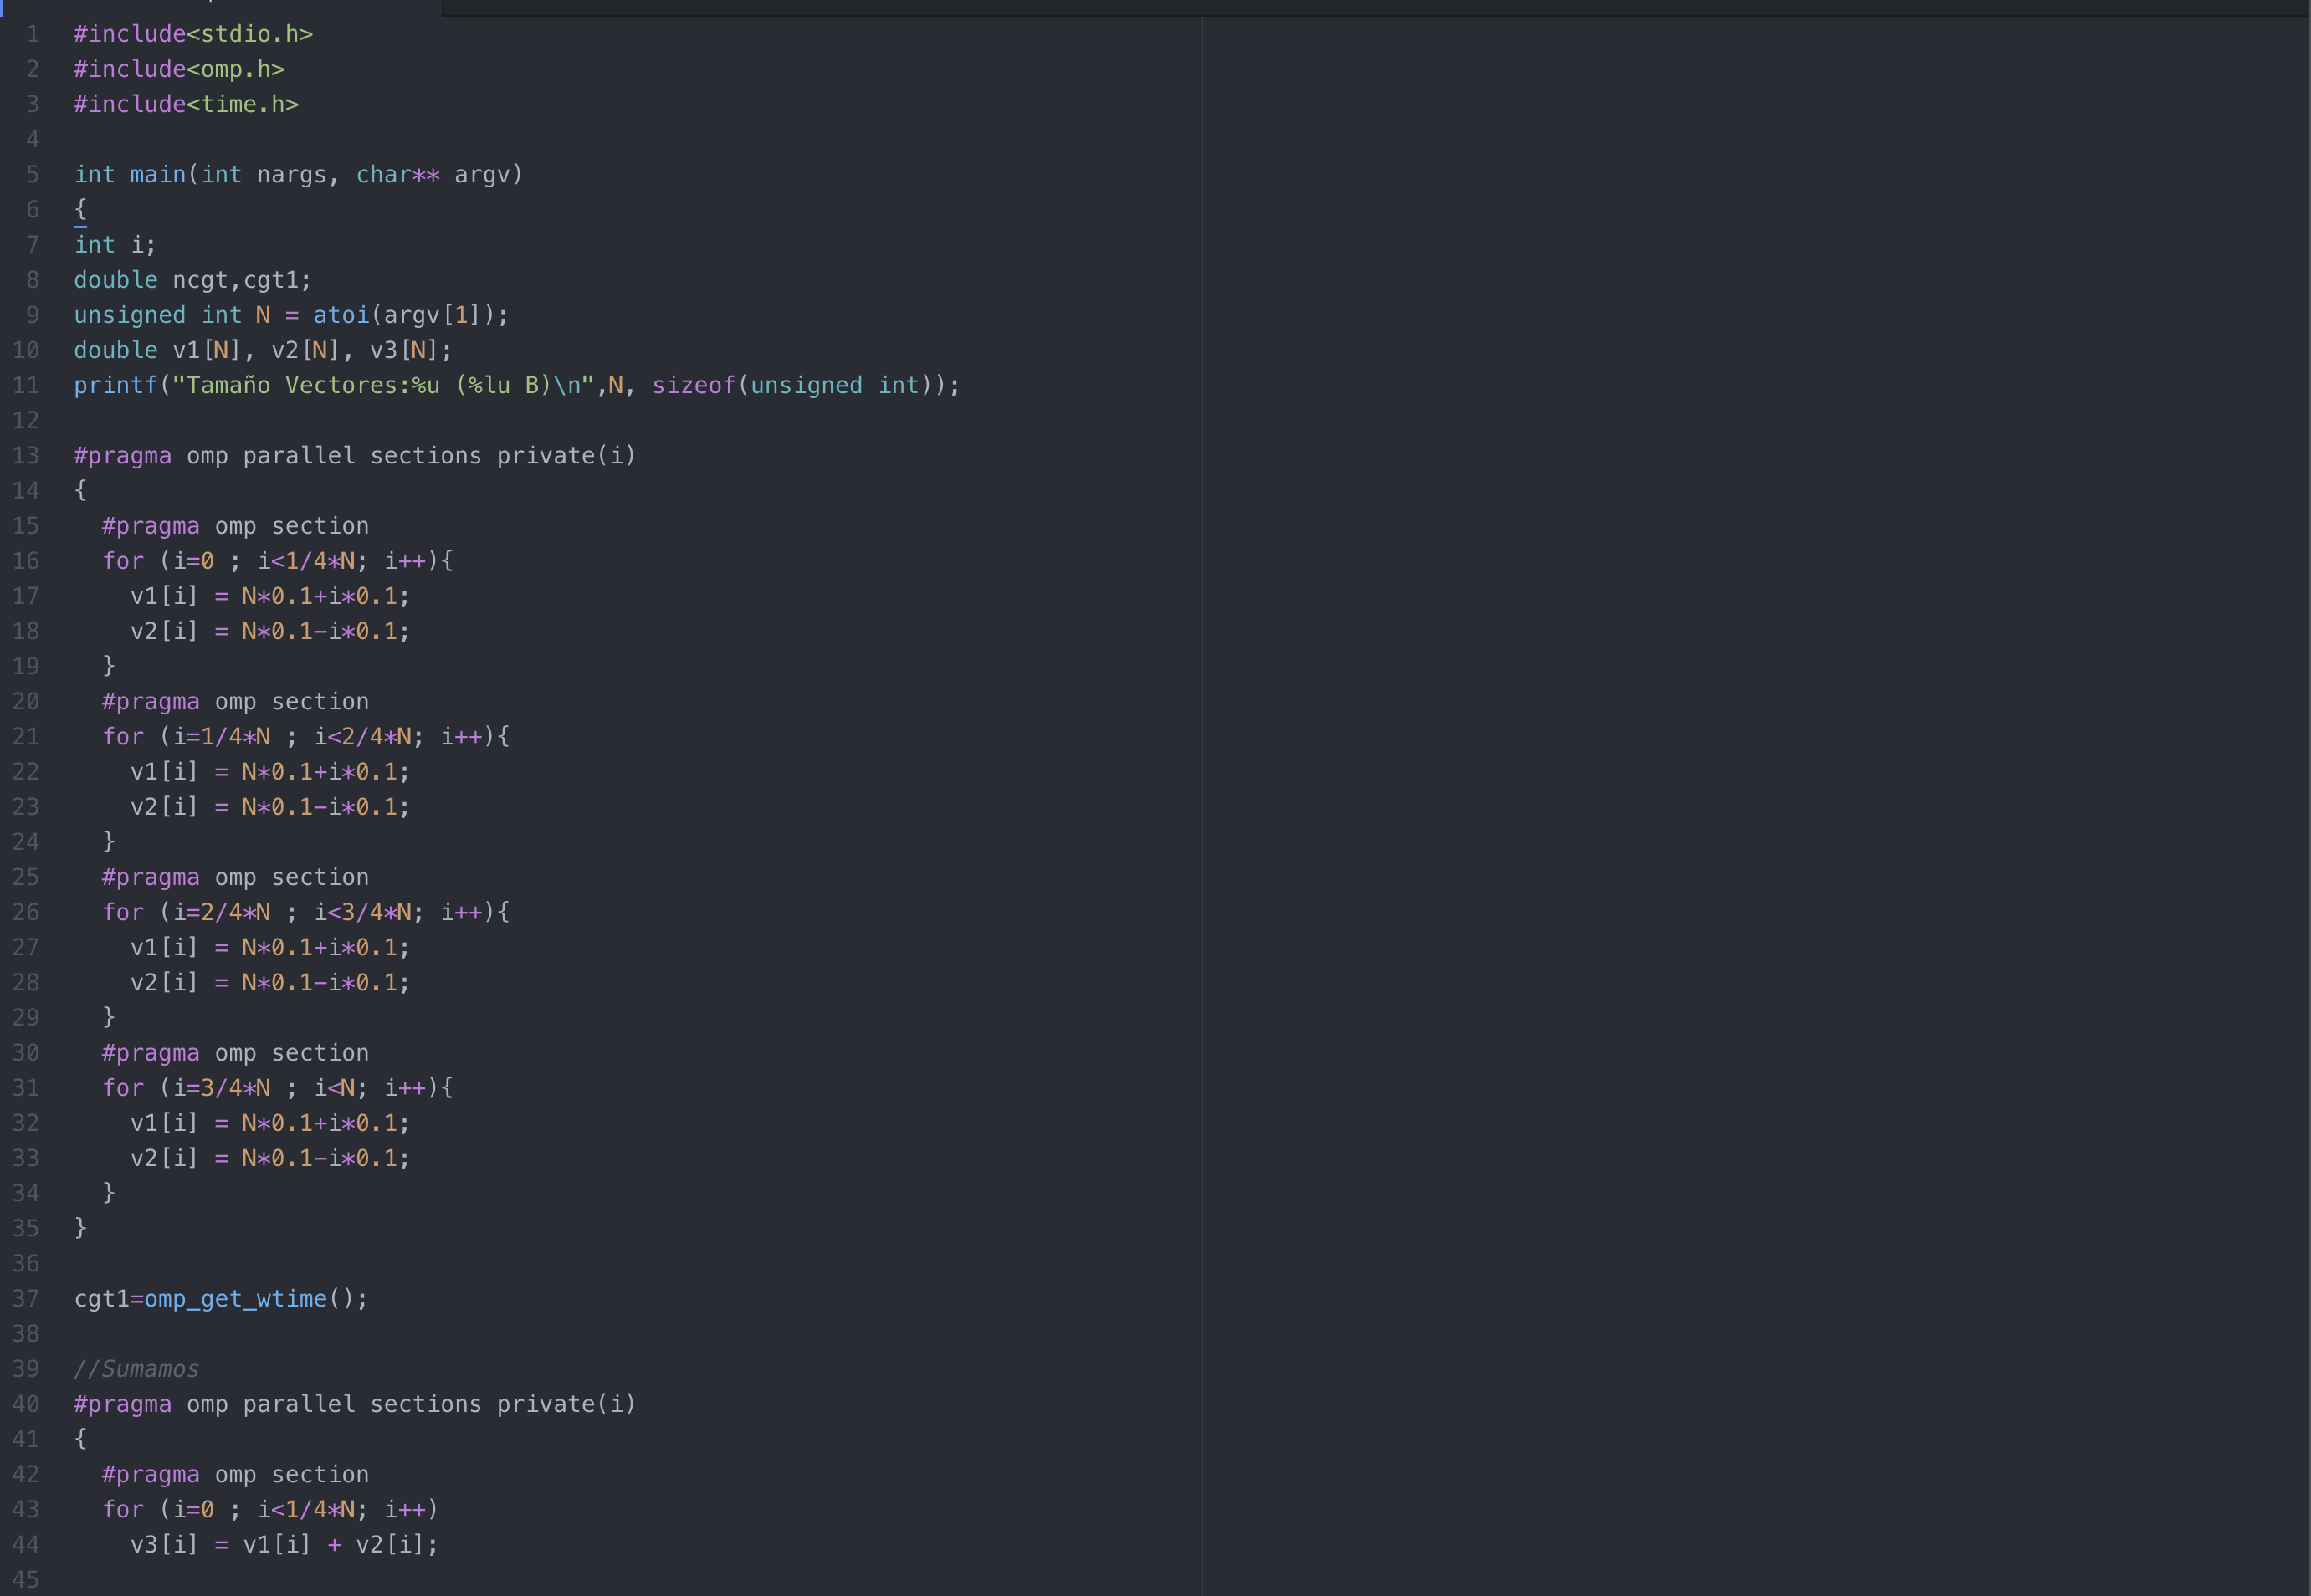 1 #include<stdio.h>
2 #include<omp.h>
3 #include<time.h>
4
5 int main(int nargs, char** argv)
6 {
7 int i;
8 double ncgt,cgt1;
9 unsigned int N = atoi(argv[1]);
10 double v1[N], v2[N], v3[N];
11 printf("Tamaño Vectores:%u (%lu B)\n",N, sizeof(unsigned int));
12
13 #pragma omp parallel sections private(i)
14 {
15 #pragma omp section
16 for (i=0 ; i<1/4*N; i++){
17 v1[i] = N*0.1+i*0.1;
18 v2[i] = N*0.1-i*0.1;
19 }
20 #pragma omp section
21 for (i=1/4*N ; i<2/4*N; i++){
22 v1[i] = N*0.1+i*0.1;
23 v2[i] = N*0.1-i*0.1;
24 }
25 #pragma omp section
26 for (i=2/4*N ; i<3/4*N; i++){
27 v1[i] = N*0.1+i*0.1;
28 v2[i] = N*0.1-i*0.1;
29 }
30 #pragma omp section
31 for (i=3/4*N ; i<N; i++){
32 v1[i] = N*0.1+i*0.1;
33 v2[i] = N*0.1-i*0.1;
34 }
35 }
36
37 cgt1=omp_get_wtime();
38
39 //Sumamos
40 #pragma omp parallel sections private(i)
41 {
42 #pragma omp section
43 for (i=0 ; i<1/4*N; i++)
44 v3[i] = v1[i] + v2[i];
45